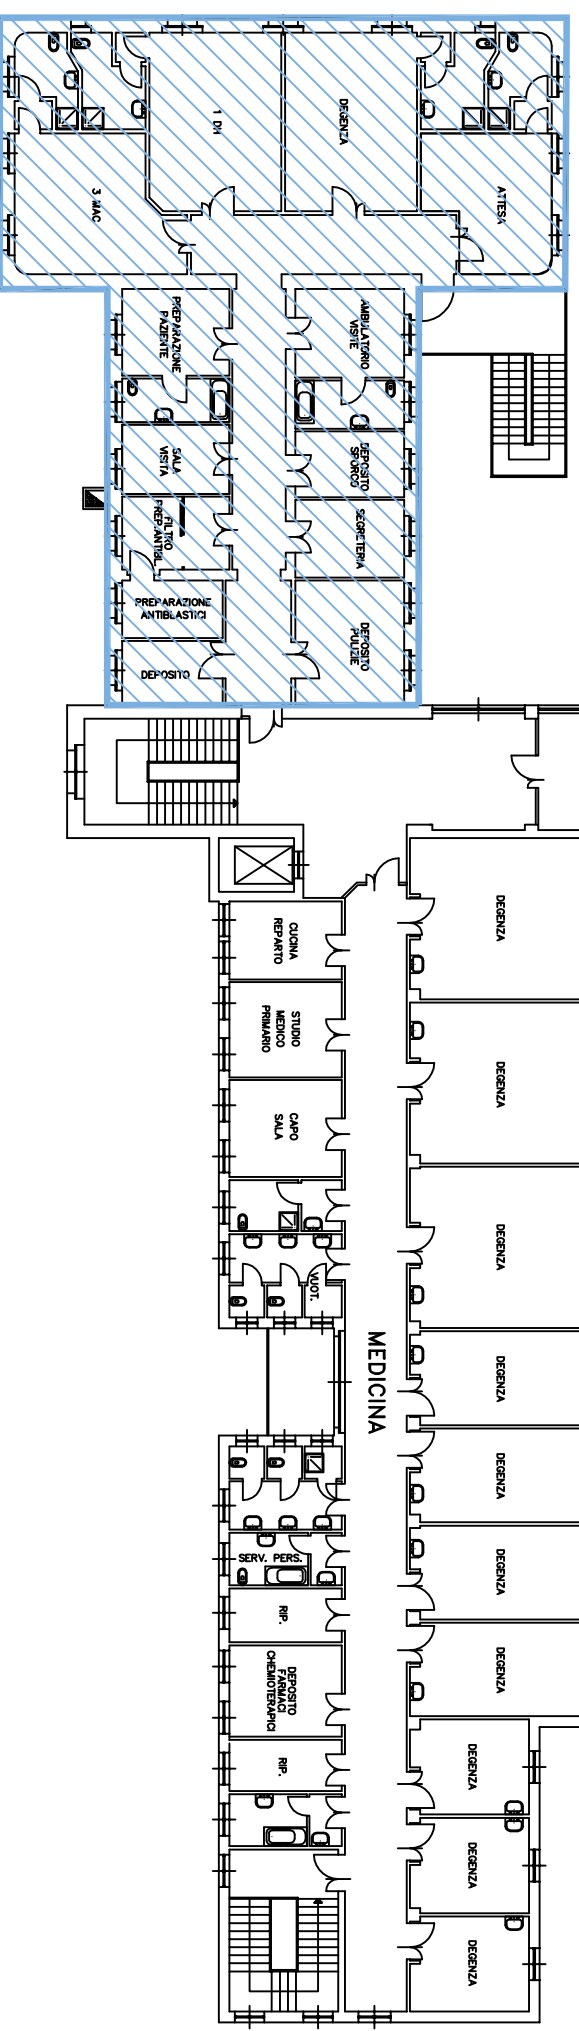 1 DH
DEGENZA
3 MAC
ATTESA
PREPARAZIONE
PAZIENTE
AMBULATORIO
VISITE
SALA
VISITA
DEPOSITO
SPORCO
FILTRO
PREP.ANTIBL.
SEGRETERIA
PREPARAZIONE
ANTIBLASTICI
DEPOSITO
PULIZIE
DEPOSITO
DEGENZA
CUCINA
REPARTO
STUDIO
MEDICO
PRIMARIO
DEGENZA
CAPO
SALA
DEGENZA
VUOT.
MEDICINA
DEGENZA
DEGENZA
SERV. PERS.
DEGENZA
RIP.
DEGENZA
DEPOSITO
FARMACI
CHEMIOTERAPICI
RIP.
DEGENZA
DEGENZA
DEGENZA